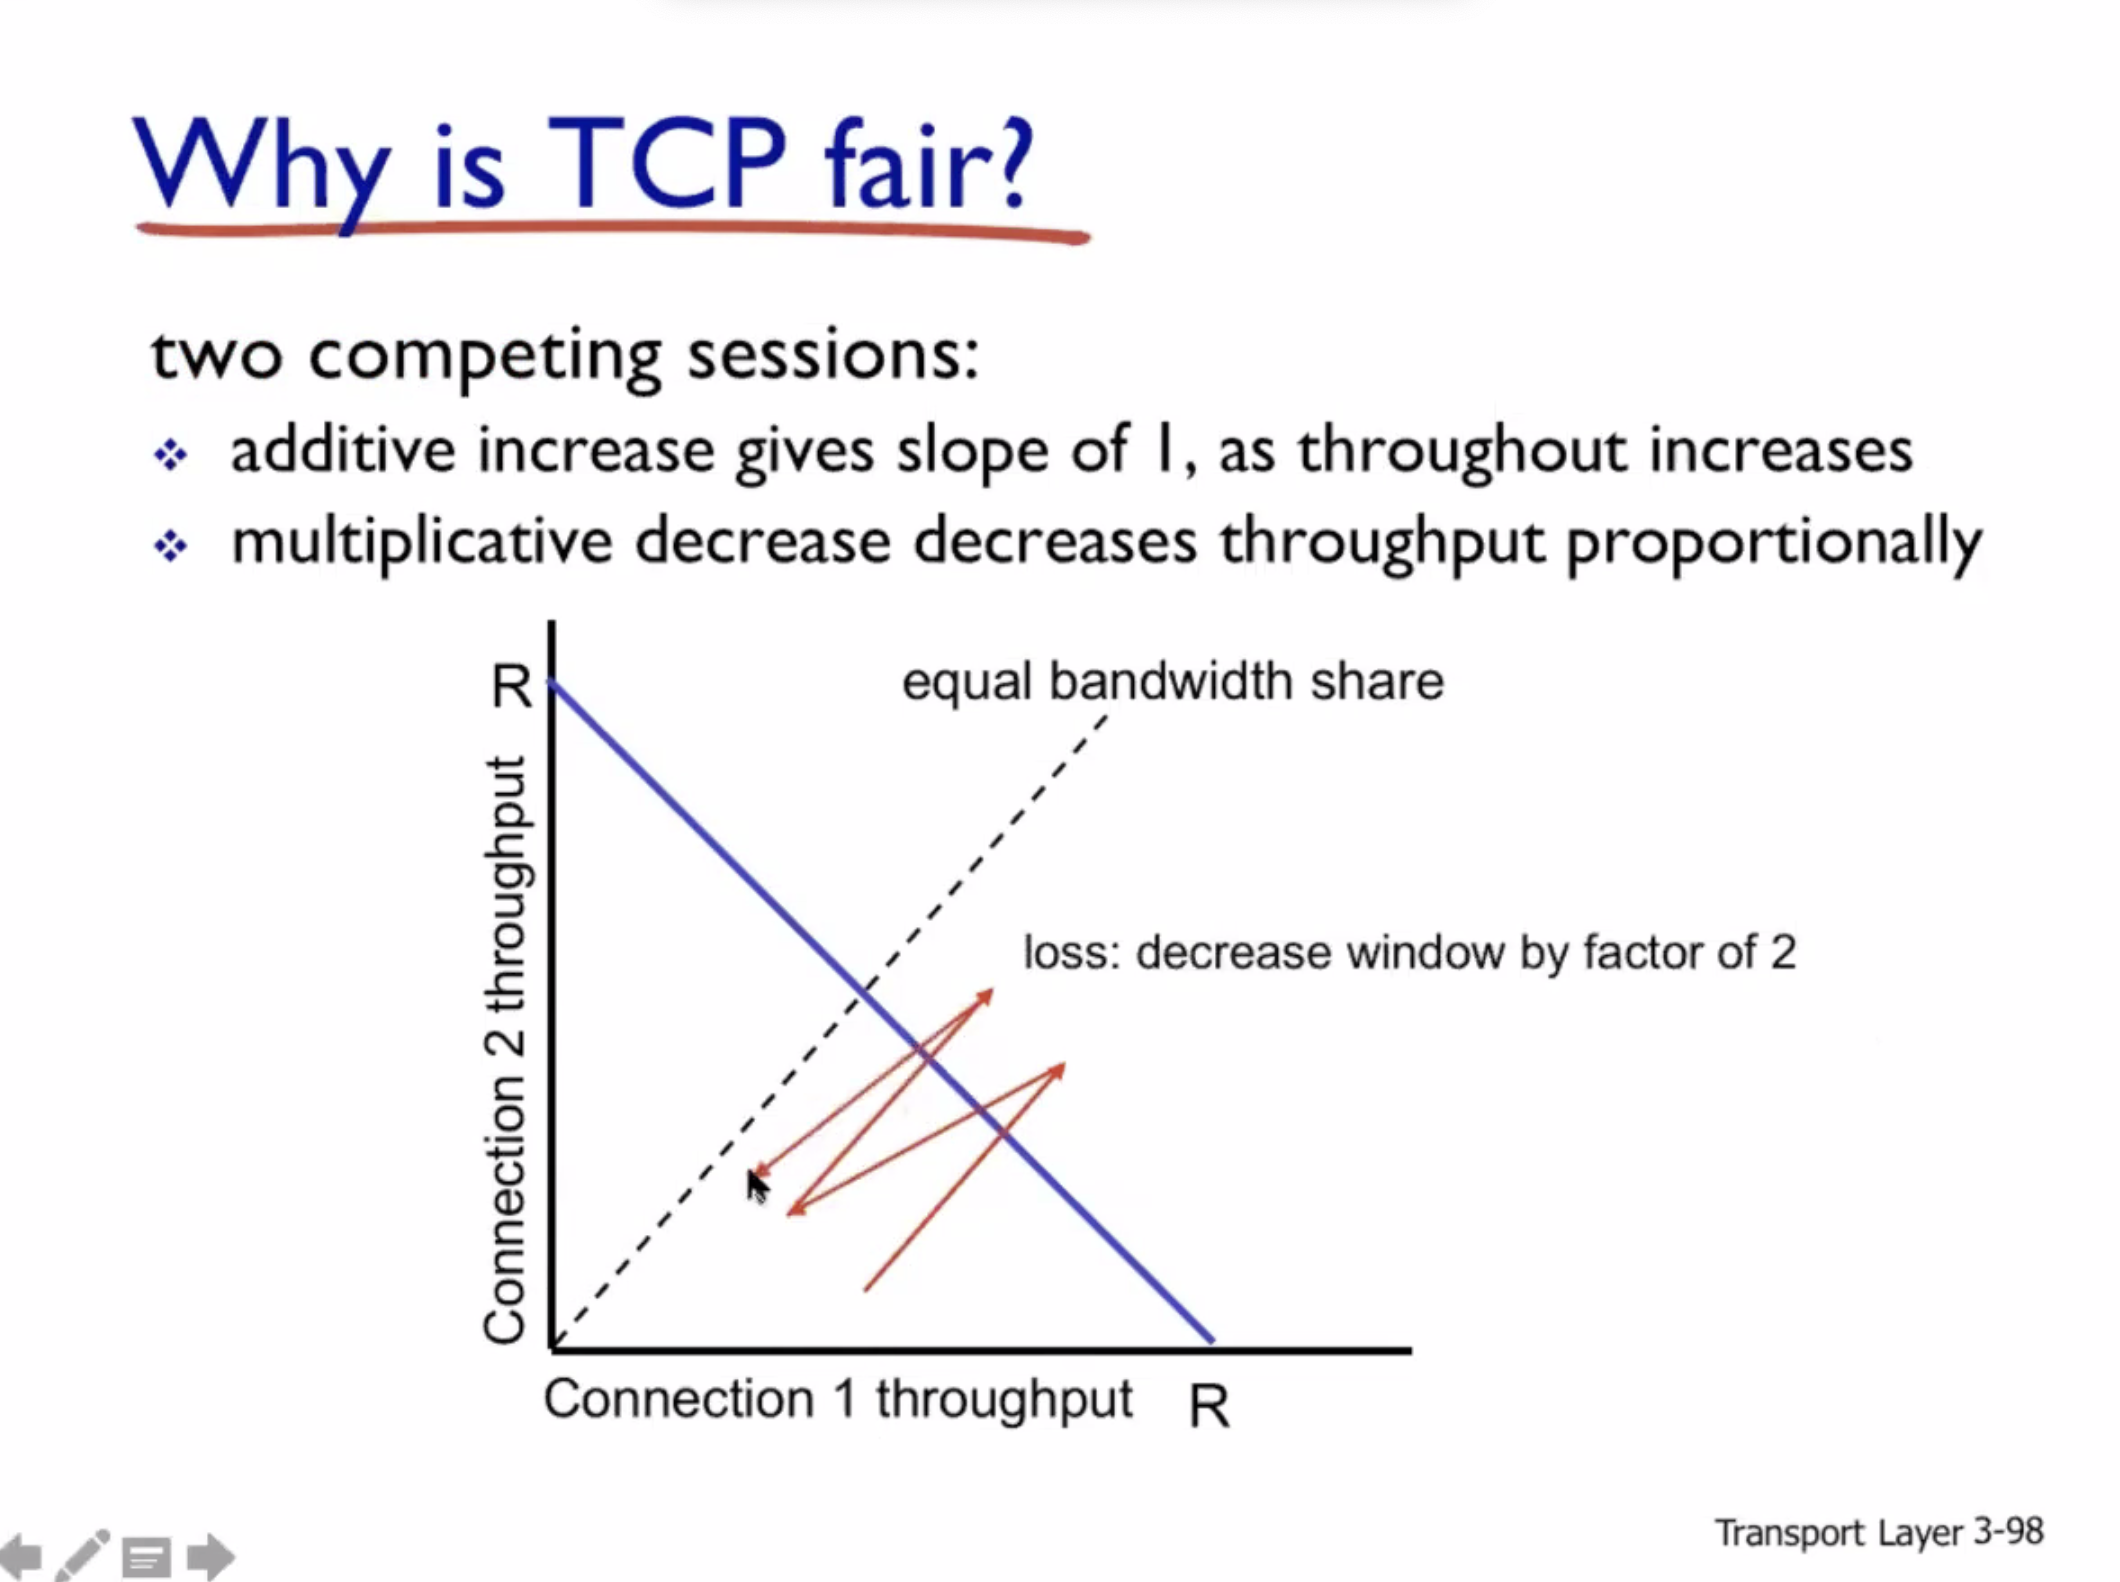 Why is TCP fair?
two competing sessions:
additive increase gives slope of 1, as throughout increases
multiplicative decrease decreases throughput proportionally
R
equal bandwidth share
Connection 2 throughput
loss: decrease window by factor of 2
Connection 1 throughput R
Transport Layer 3-98